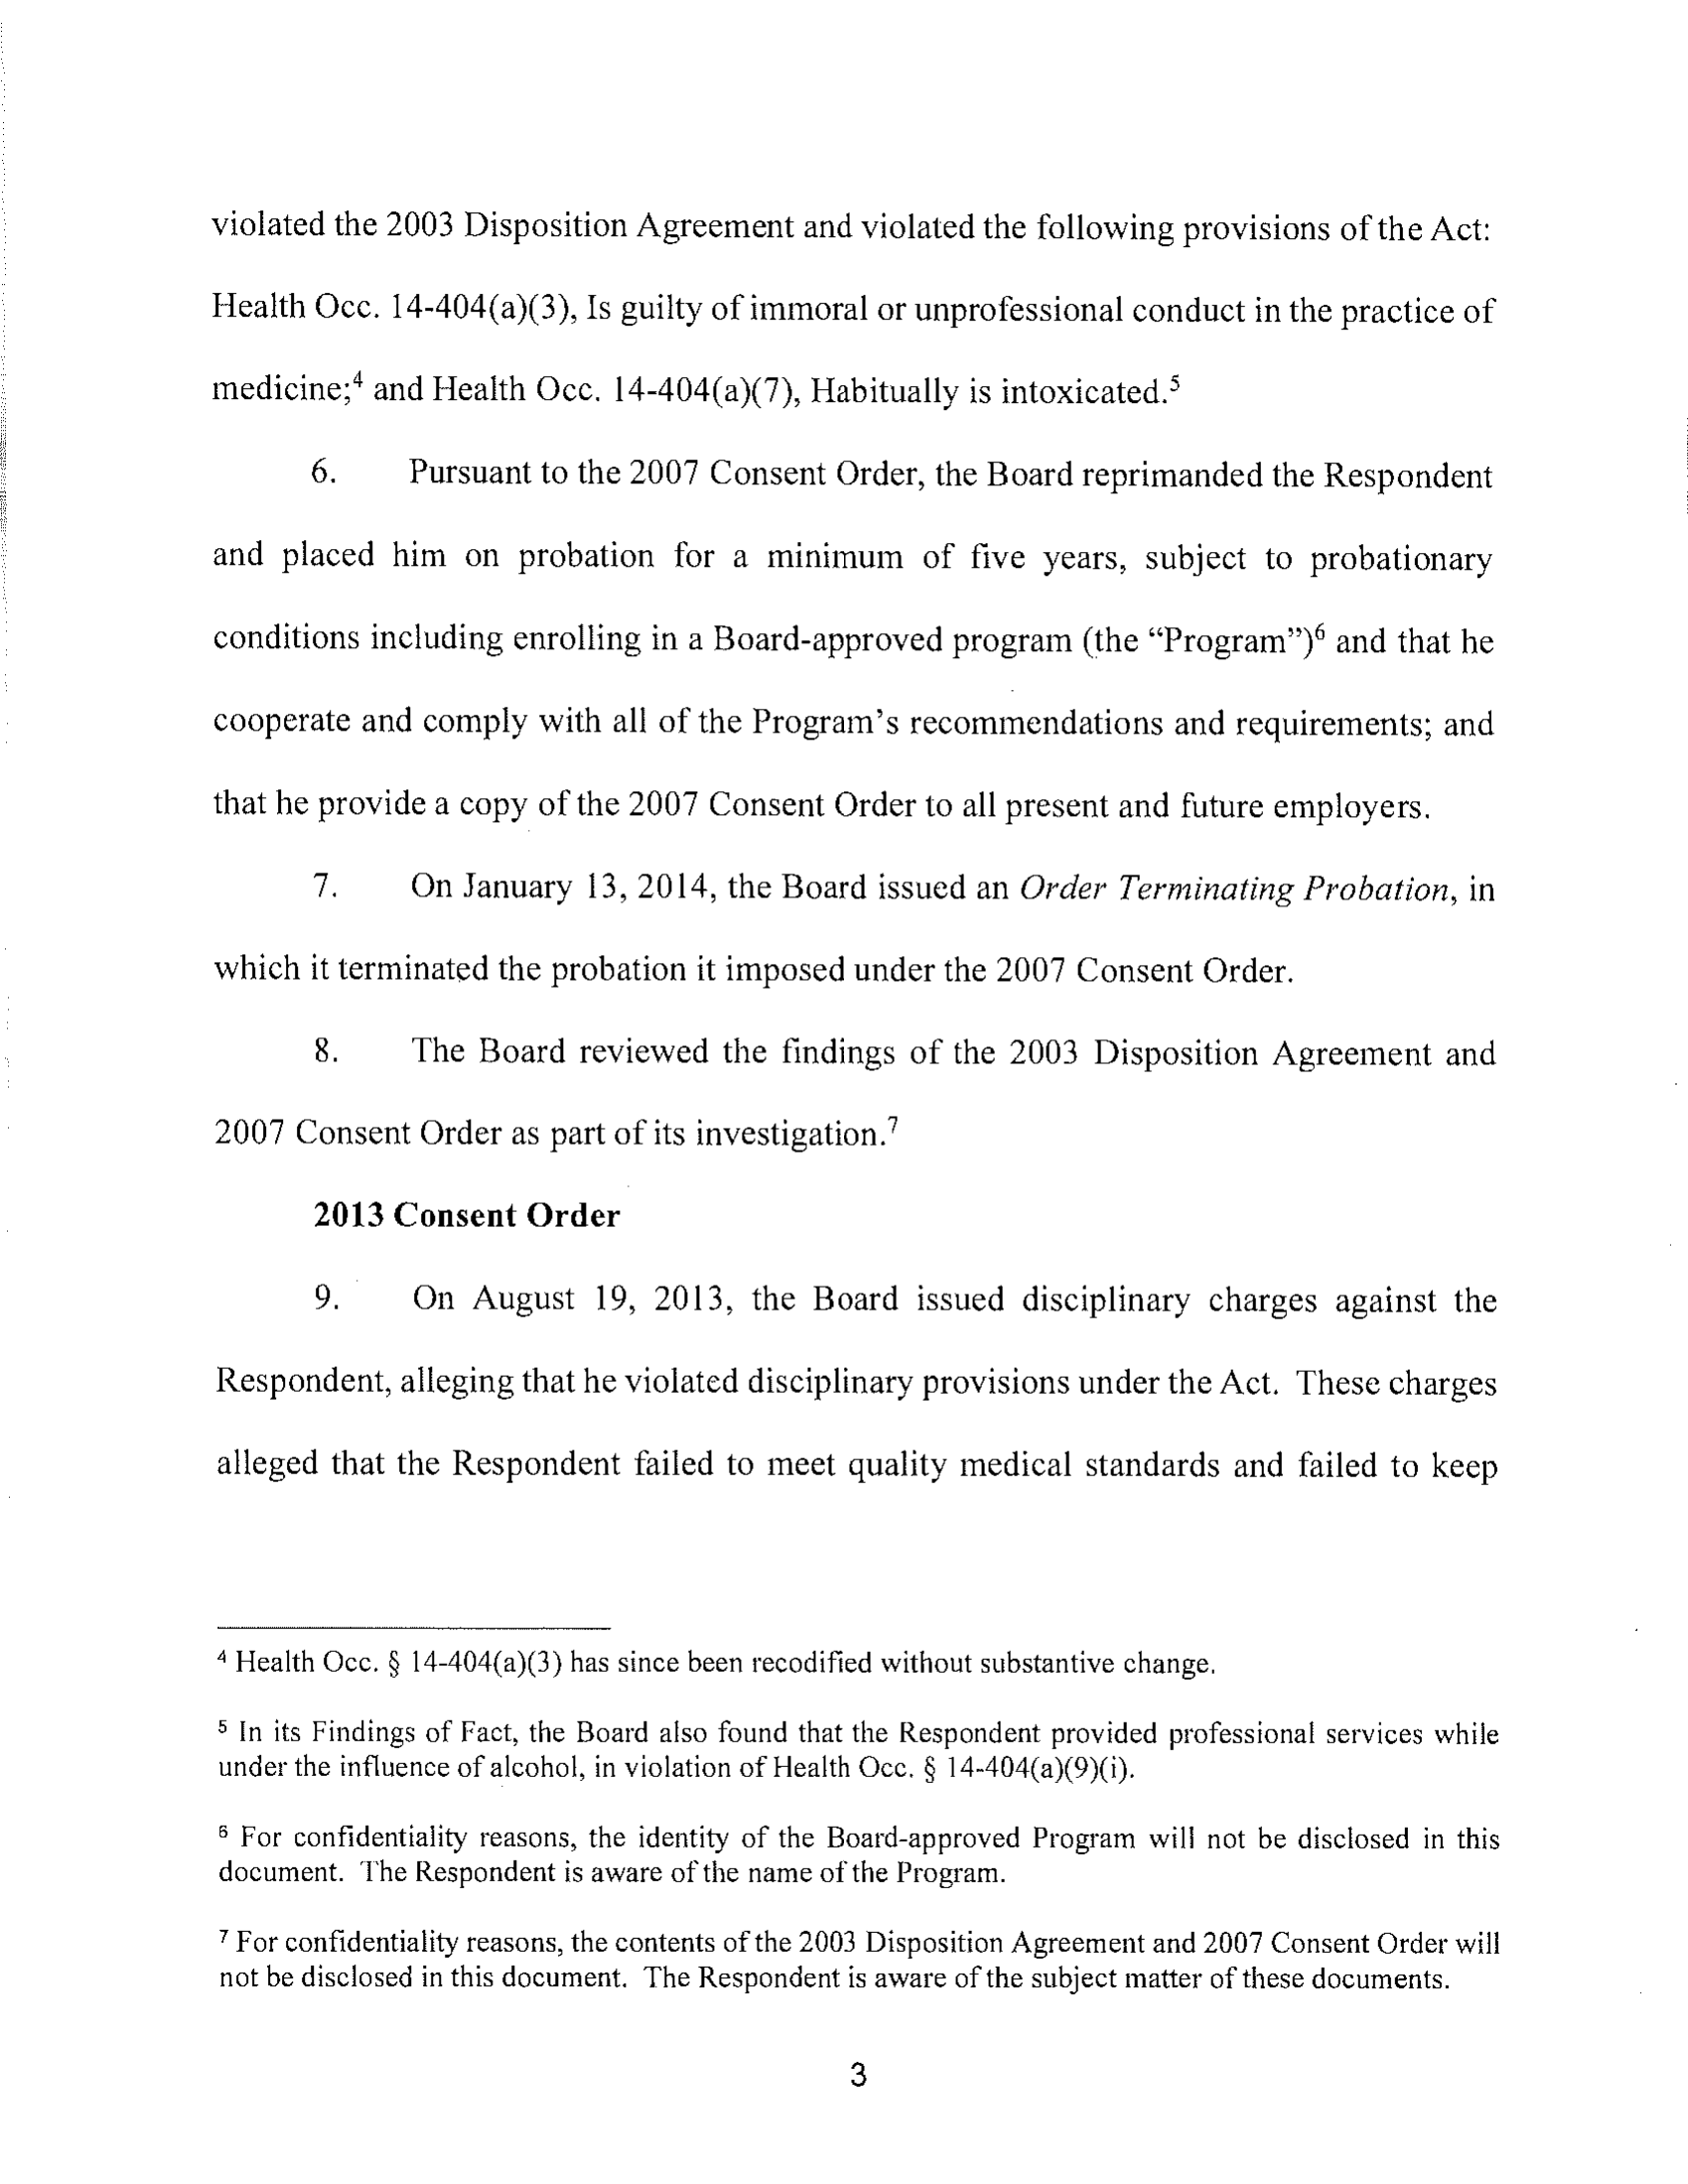 violated the 2003 Disposition Agreement and violated the following provisions of the Act:
Health Occ. 14-404(a)(3), Is guilty of immoral or unprofessional conduct in the practice of
medicine;⁴ and Health Occ. 14-404(a)(7), Habitually is intoxicated.⁵
6. Pursuant to the 2007 Consent Order, the Board reprimanded the Respondent
and placed him on probation for a minimum of five years, subject to probationary
conditions including enrolling in a Board-approved program (the “Program”)⁶ and that he
cooperate and comply with all of the Program’s recommendations and requirements; and
that he provide a copy of the 2007 Consent Order to all present and future employers.
7. On January 13, 2014, the Board issued an Order Terminating Probation, in
which it terminated the probation it imposed under the 2007 Consent Order.
8. The Board reviewed the findings of the 2003 Disposition Agreement and
2007 Consent Order as part of its investigation.⁷
2013 Consent Order
9. On August 19, 2013, the Board issued disciplinary charges against the
Respondent, alleging that he violated disciplinary provisions under the Act. These charges
alleged that the Respondent failed to meet quality medical standards and failed to keep
⁴ Health Occ. § 14-404(a)(3) has since been recodified without substantive change.
⁵ In its Findings of Fact, the Board also found that the Respondent provided professional services while
under the influence of alcohol, in violation of Health Occ. § 14-404(a)(9)(i).
⁶ For confidentiality reasons, the identity of the Board-approved Program will not be disclosed in this
document. The Respondent is aware of the name of the Program.
⁷ For confidentiality reasons, the contents of the 2003 Disposition Agreement and 2007 Consent Order will
not be disclosed in this document. The Respondent is aware of the subject matter of these documents.
3